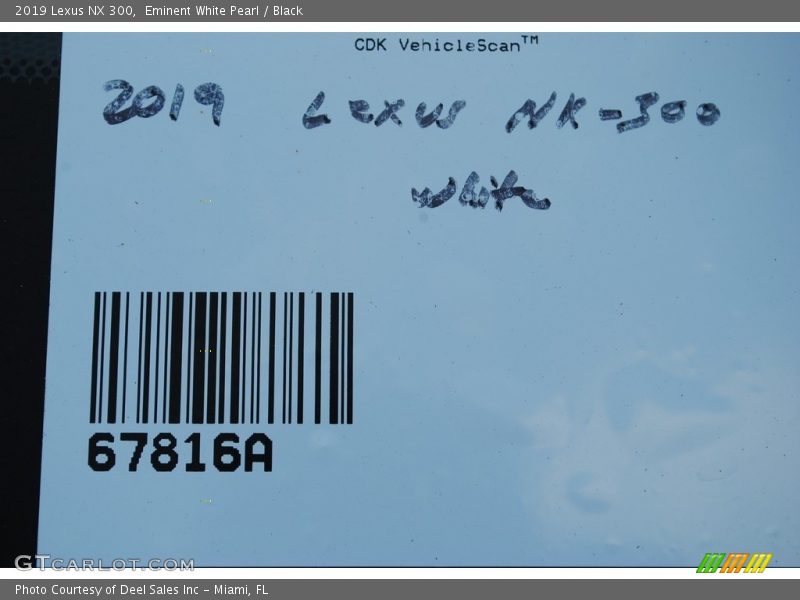 2019 Lexus NX 300, Eminent White Pearl / Black
CDK VehicleScan™
2019 Lexus NX-300
White
67816A
GTCARLOT.COM
Photo Courtesy of Deel Sales Inc - Miami, FL